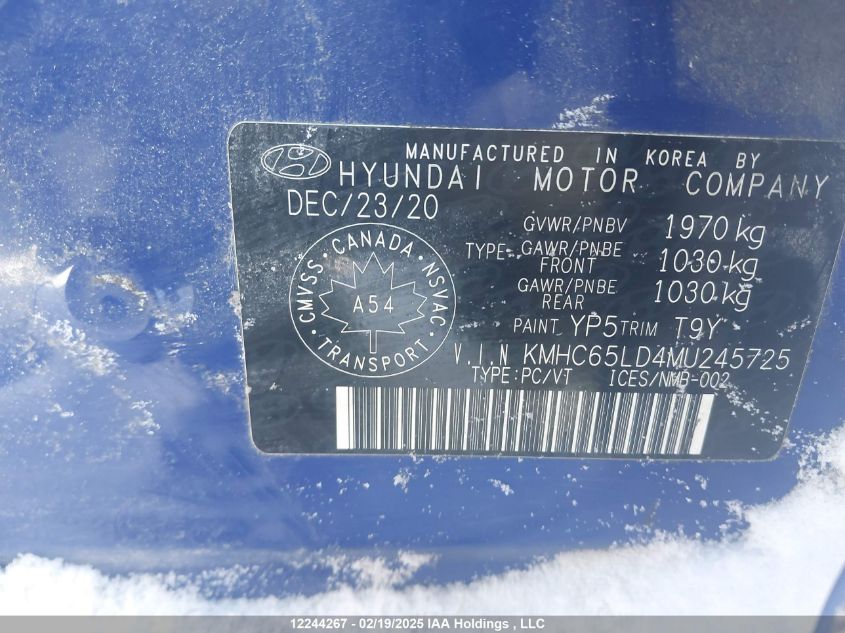 MANUFACTURED IN KOREA BY
HYUNDAI MOTOR COMPANY
DEC/23/20
GVWR/PNBV 1970 kg
TYPE GAWR/PNBE FRONT 1030 kg
GAWR/PNBE REAR 1030 kg
PAINT YP5 TRIM T9Y
V.I.N KMHC65LD4MU245725
TYPE:PC/VT ICES/NMB-002
CMVSS · CANADA · NSVAC
A54
TRANSPORT
12244267 - 02/19/2025 IAA Holdings , LLC